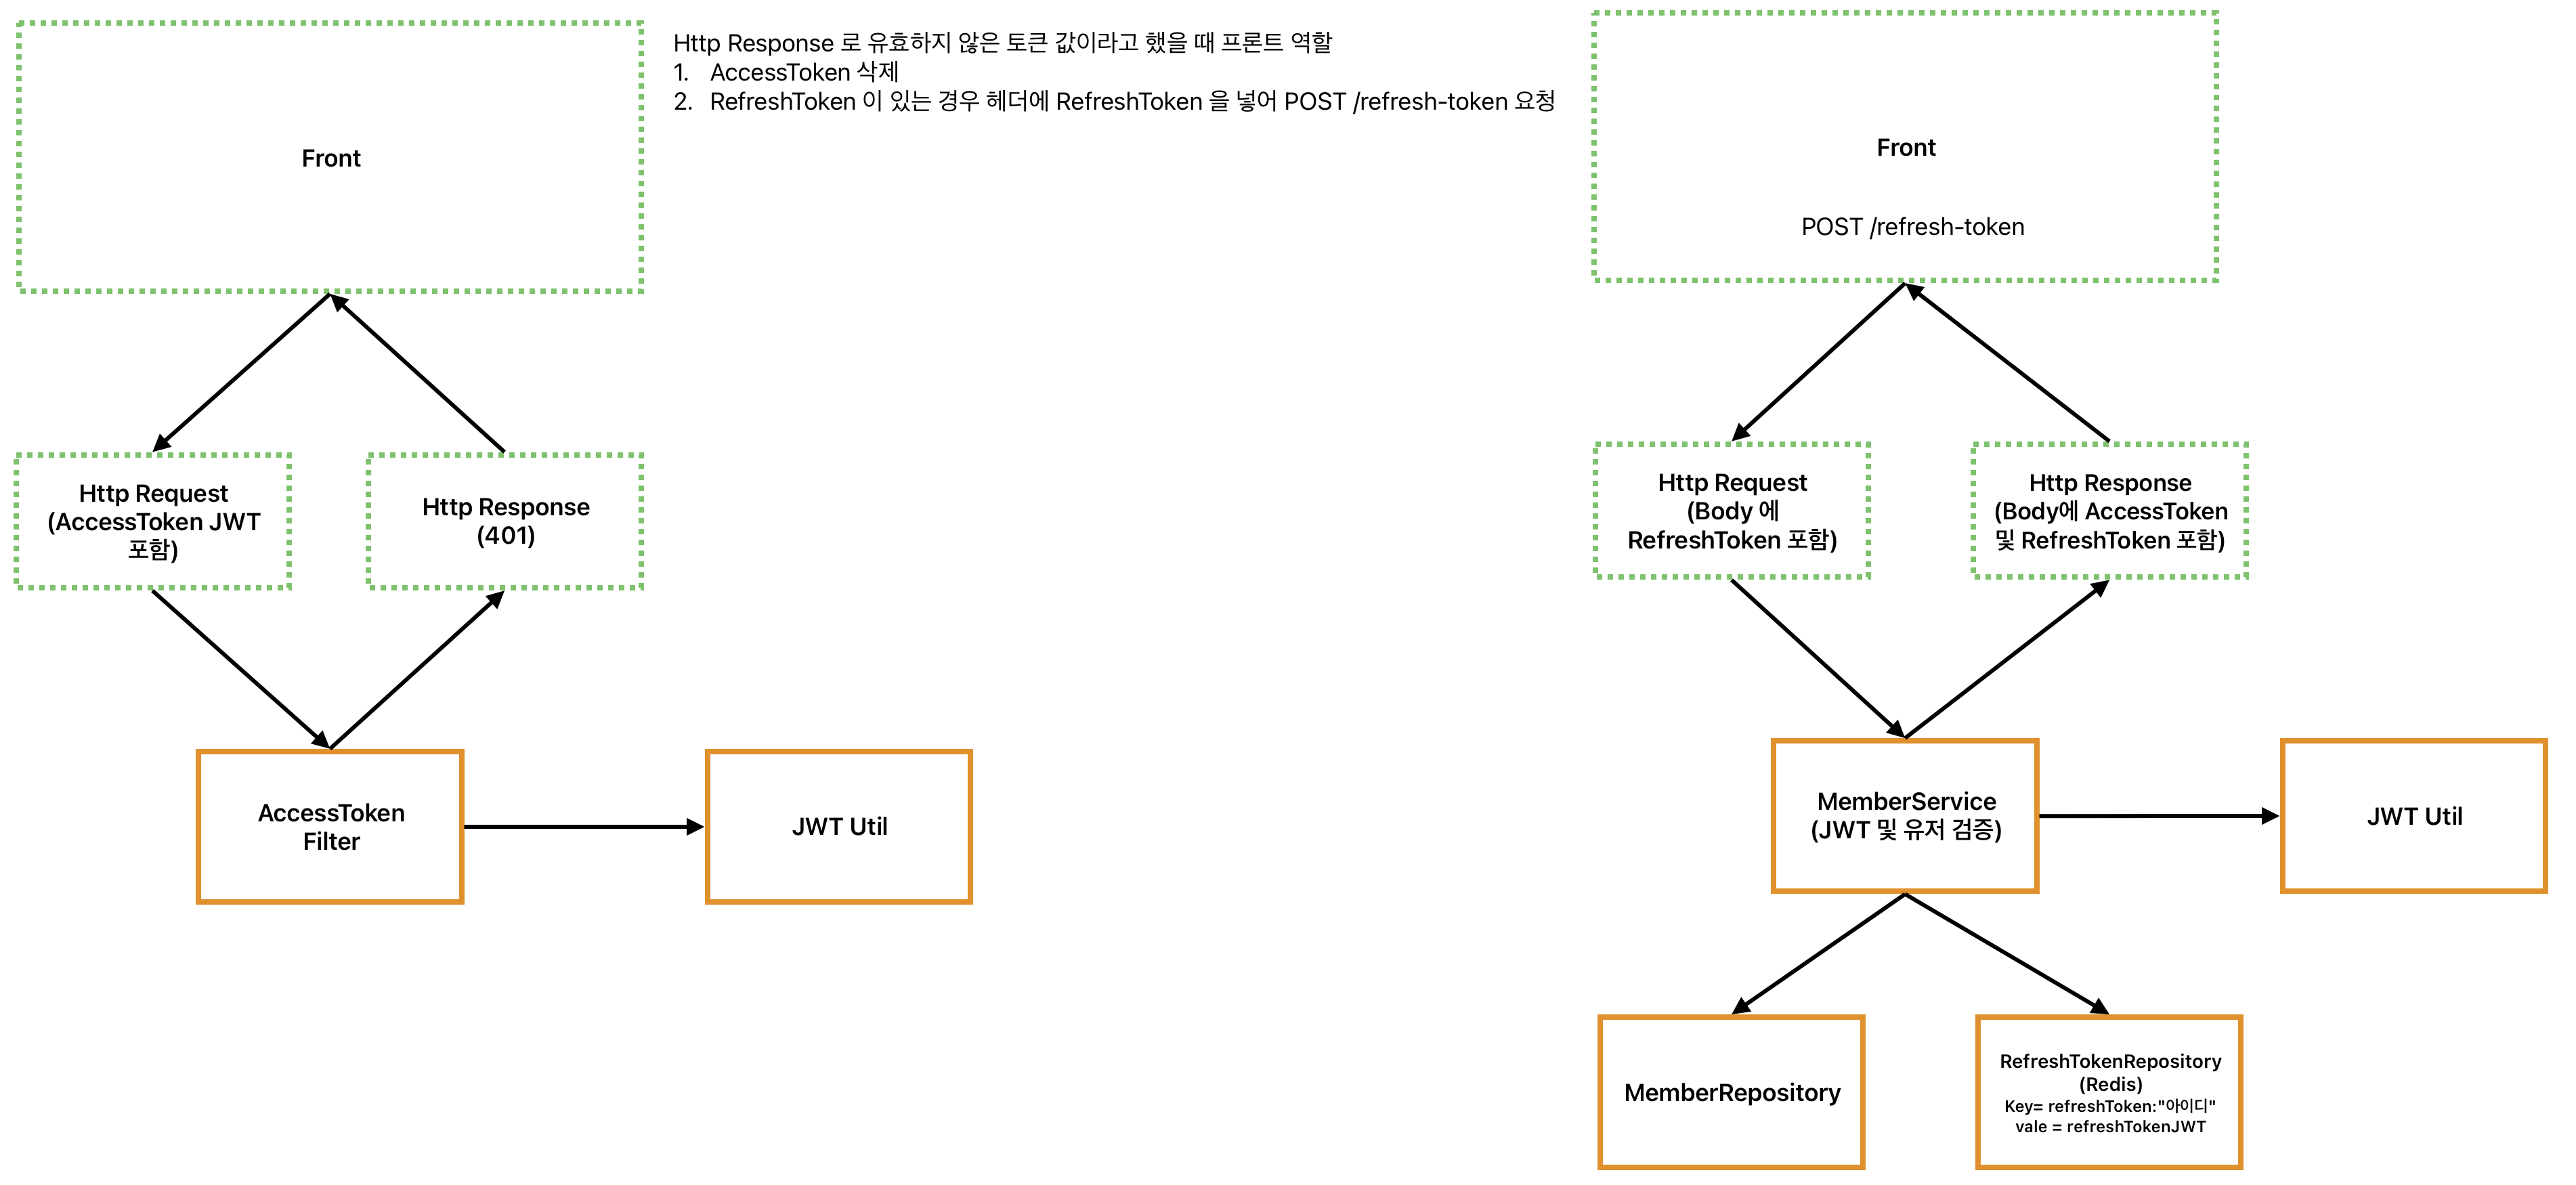 Front
Http Response 로 유효하지 않은 토큰 값이라고 했을 때 프론트 역할
1. AccessToken 삭제
2. RefreshToken 이 있는 경우 헤더에 RefreshToken 을 넣어 POST /refresh-token 요청
Http Request
(AccessToken JWT
포함)
Http Response
(401)
AccessToken
Filter
JWT Util
Front
POST /refresh-token
Http Request
(Body 에
RefreshToken 포함)
Http Response
(Body에 AccessToken
및 RefreshToken 포함)
MemberService
(JWT 및 유저 검증)
JWT Util
MemberRepository
RefreshTokenRepository
(Redis)
Key= refreshToken:"아이디"
vale = refreshTokenJWT